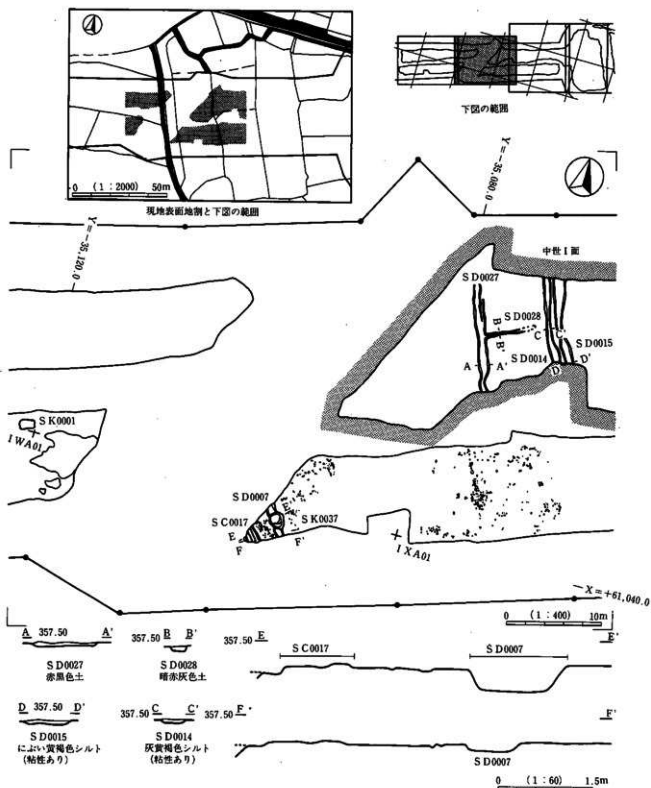 0 (1:2000) 50m
現地表面地割と下図の範囲
下図の範囲
Y=-35,120.0
Y=-35,080.0
中世I面
SD0027
SD0028
B
B'
C
C'
SD0015
SD0014
A
A'
D
D'
SK0001
IWA01
SD0007
SC0017
SK0037
E
E'
F
F'
IXA01
X=+61,040.0
0 (1:400) 10m
A 357.50 A'
SD0027
赤黒色土
357.50 B B'
SD0028
暗赤灰色土
357.50 E
SC0017
SD0007
E'
D 357.50 D'
SD0015
にぶい黄褐色シルト
(粘性あり)
357.50 C C'
SD0014
灰黄褐色シルト
(粘性あり)
357.50 F
F'
SD0007
0 (1:60) 1.5m